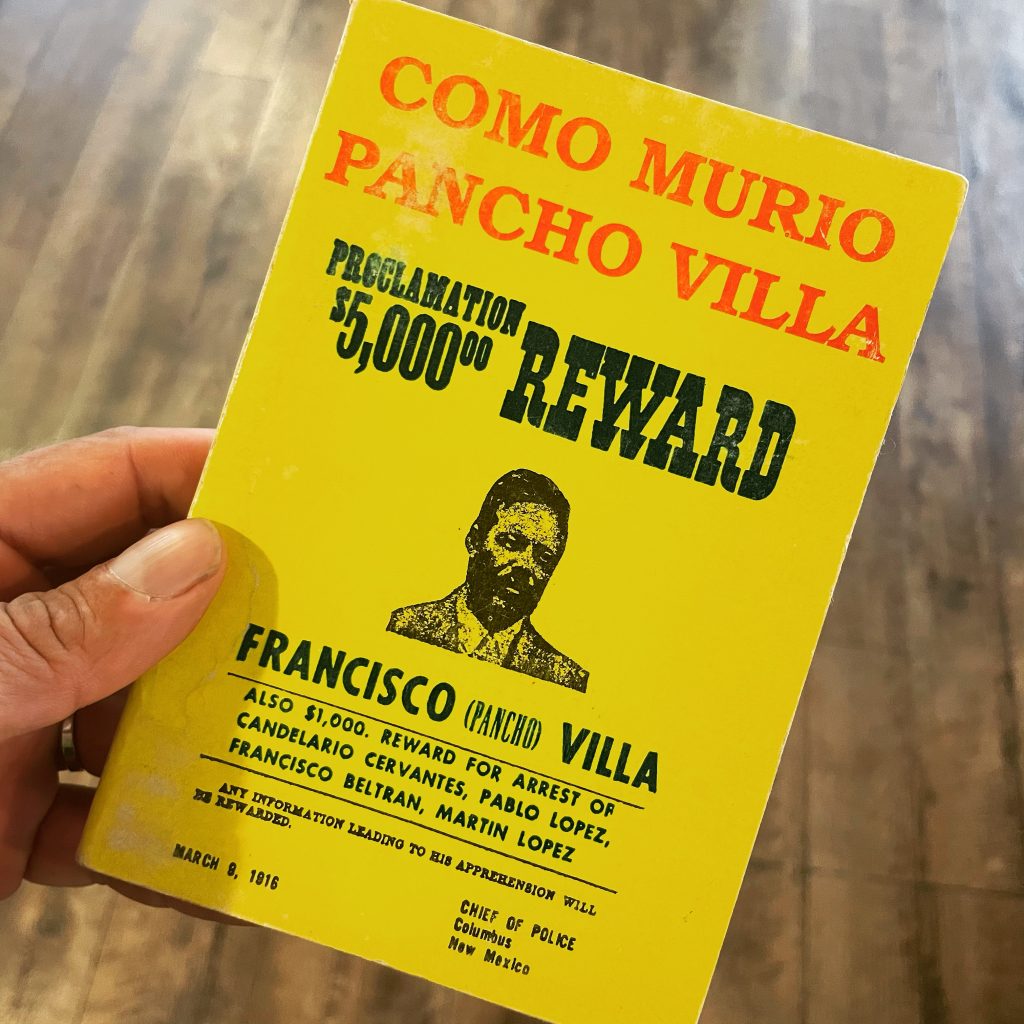 COMO MURIO
PANCHO VILLA
PROCLAMATION
$5,000⁰⁰ REWARD
FRANCISCO (PANCHO) VILLA
ALSO $1,000. REWARD FOR ARREST OF
CANDELARIO CERVANTES, PABLO LOPEZ,
FRANCISCO BELTRAN, MARTIN LOPEZ
ANY INFORMATION LEADING TO HIS APPREHENSION WILL
BE REWARDED.
MARCH 9, 1916
CHIEF OF POLICE
Columbus
New Mexico